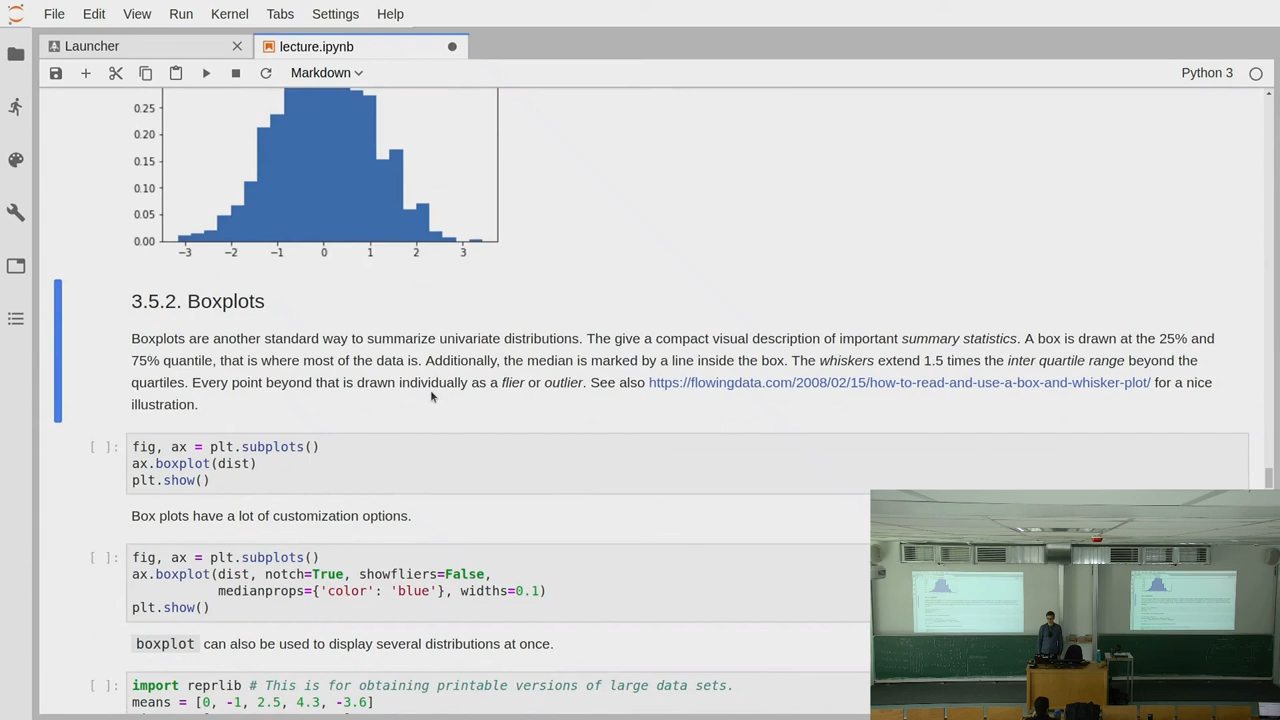 File Edit View Run Kernel Tabs Settings Help
Launcher
lecture.ipynb
Markdown
Python 3
0.25
0.20
0.15
0.10
0.05
0.00
−3 −2 −1 0 1 2 3
3.5.2. Boxplots
Boxplots are another standard way to summarize univariate distributions. The give a compact visual description of important summary statistics. A box is drawn at the 25% and
75% quantile, that is where most of the data is. Additionally, the median is marked by a line inside the box. The whiskers extend 1.5 times the inter quartile range beyond the
quartiles. Every point beyond that is drawn individually as a flier or outlier. See also https://flowingdata.com/2008/02/15/how-to-read-and-use-a-box-and-whisker-plot/ for a nice
illustration.
[ ]: fig, ax = plt.subplots()
ax.boxplot(dist)
plt.show()
Box plots have a lot of customization options.
[ ]: fig, ax = plt.subplots()
ax.boxplot(dist, notch=True, showfliers=False,
medianprops={'color': 'blue'}, widths=0.1)
plt.show()
boxplot can also be used to display several distributions at once.
[ ]: import reprlib # This is for obtaining printable versions of large data sets.
means = [0, -1, 2.5, 4.3, -3.6]